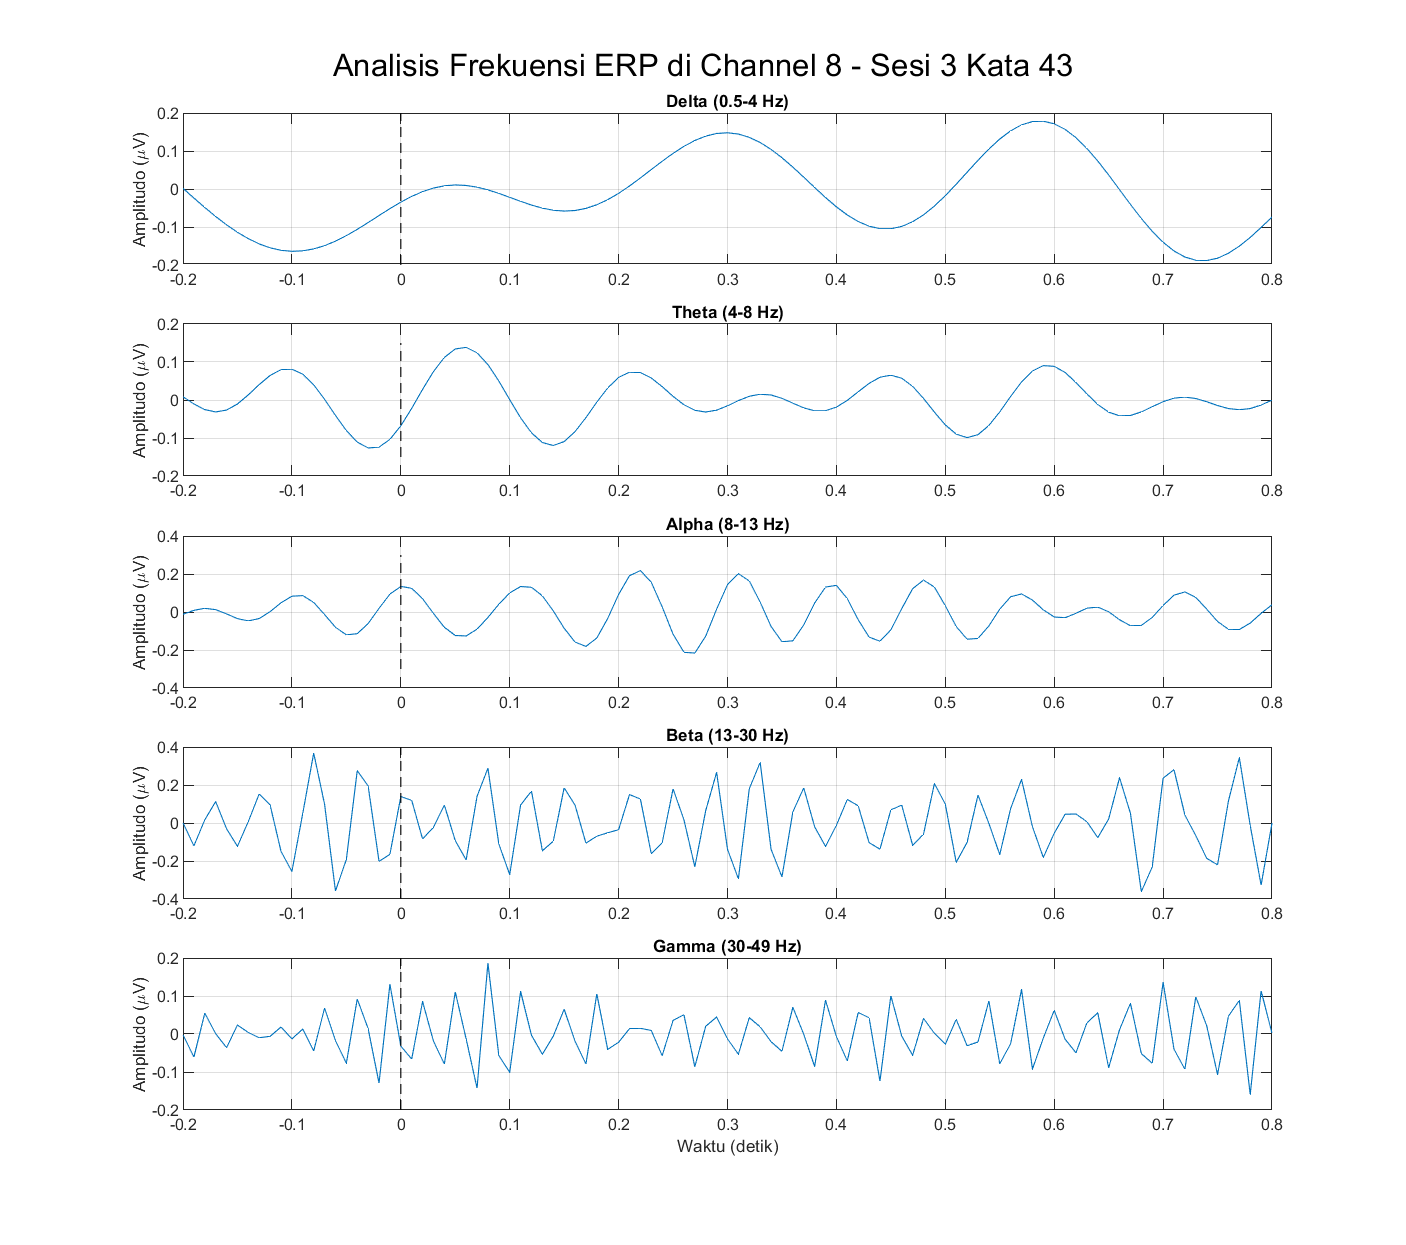 Analisis Frekuensi ERP di Channel 8 - Sesi 3 Kata 43
Delta (0.5-4 Hz)
Amplitudo (μV)
0.2
0.1
0
-0.1
-0.2
-0.2 -0.1 0 0.1 0.2 0.3 0.4 0.5 0.6 0.7 0.8
Theta (4-8 Hz)
Amplitudo (μV)
0.2
0.1
0
-0.1
-0.2
-0.2 -0.1 0 0.1 0.2 0.3 0.4 0.5 0.6 0.7 0.8
Alpha (8-13 Hz)
Amplitudo (μV)
0.4
0.2
0
-0.2
-0.4
-0.2 -0.1 0 0.1 0.2 0.3 0.4 0.5 0.6 0.7 0.8
Beta (13-30 Hz)
Amplitudo (μV)
0.4
0.2
0
-0.2
-0.4
-0.2 -0.1 0 0.1 0.2 0.3 0.4 0.5 0.6 0.7 0.8
Gamma (30-49 Hz)
Amplitudo (μV)
0.2
0.1
0
-0.1
-0.2
-0.2 -0.1 0 0.1 0.2 0.3 0.4 0.5 0.6 0.7 0.8
Waktu (detik)